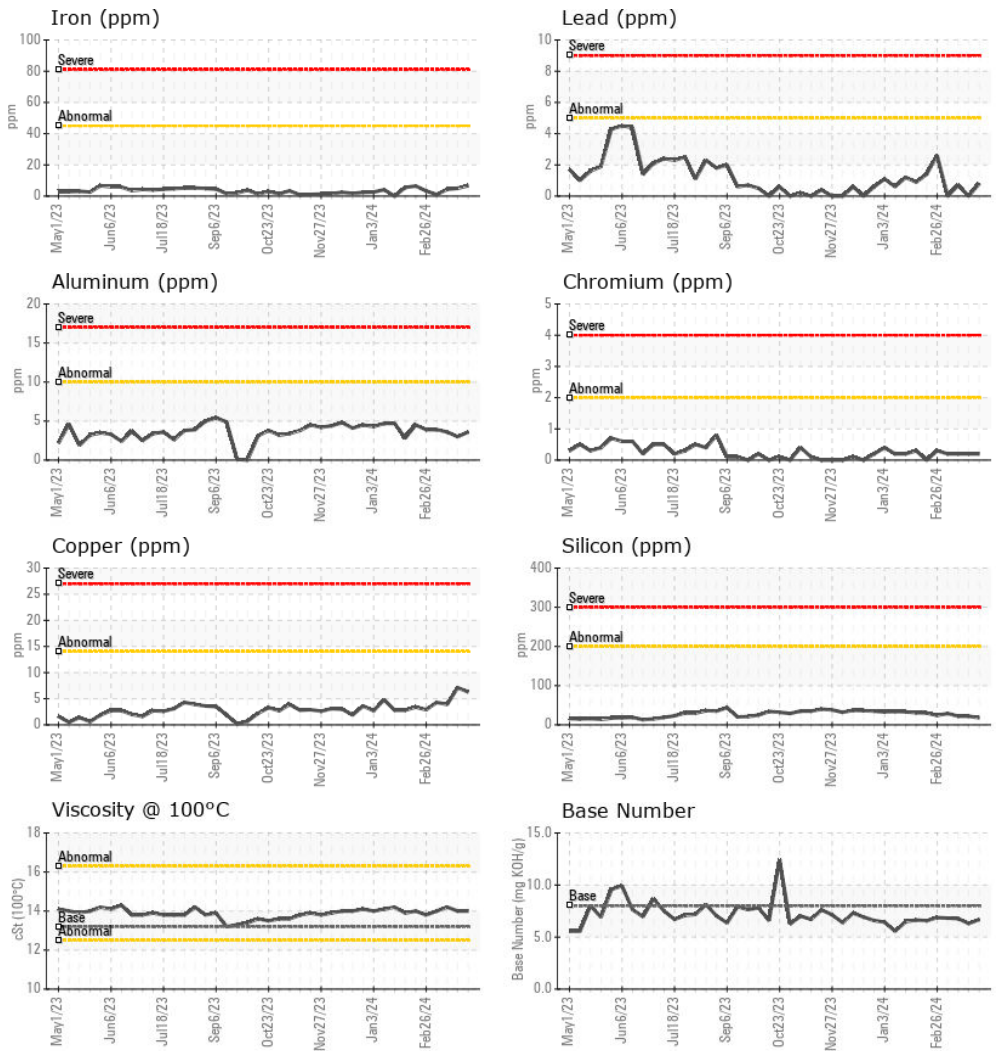 Iron (ppm)
100
80
60
40
20
0
ppm
Severe
Abnormal
May1/23
Jun6/23
Jul18/23
Sep6/23
Oct23/23
Nov27/23
Jan3/24
Feb26/24
Lead (ppm)
10
8
6
4
2
0
ppm
Severe
Abnormal
May1/23
Jun6/23
Jul18/23
Sep6/23
Oct23/23
Nov27/23
Jan3/24
Feb26/24
Aluminum (ppm)
20
15
10
5
0
ppm
Severe
Abnormal
May1/23
Jun6/23
Jul18/23
Sep6/23
Oct23/23
Nov27/23
Jan3/24
Feb26/24
Chromium (ppm)
5
4
3
2
1
0
ppm
Severe
Abnormal
May1/23
Jun6/23
Jul18/23
Sep6/23
Oct23/23
Nov27/23
Jan3/24
Feb26/24
Copper (ppm)
30
25
20
15
10
5
0
ppm
Severe
Abnormal
May1/23
Jun6/23
Jul18/23
Sep6/23
Oct23/23
Nov27/23
Jan3/24
Feb26/24
Silicon (ppm)
400
300
200
100
0
ppm
Severe
Abnormal
May1/23
Jun6/23
Jul18/23
Sep6/23
Oct23/23
Nov27/23
Jan3/24
Feb26/24
Viscosity @ 100°C
18
16
14
12
10
cSt (100°C)
Abnormal
Base
Abnormal
May1/23
Jun6/23
Jul18/23
Sep6/23
Oct23/23
Nov27/23
Jan3/24
Feb26/24
Base Number
15.0
10.0
5.0
0.0
Base Number (mg KOH/g)
Base
May1/23
Jun6/23
Jul18/23
Sep6/23
Oct23/23
Nov27/23
Jan3/24
Feb26/24